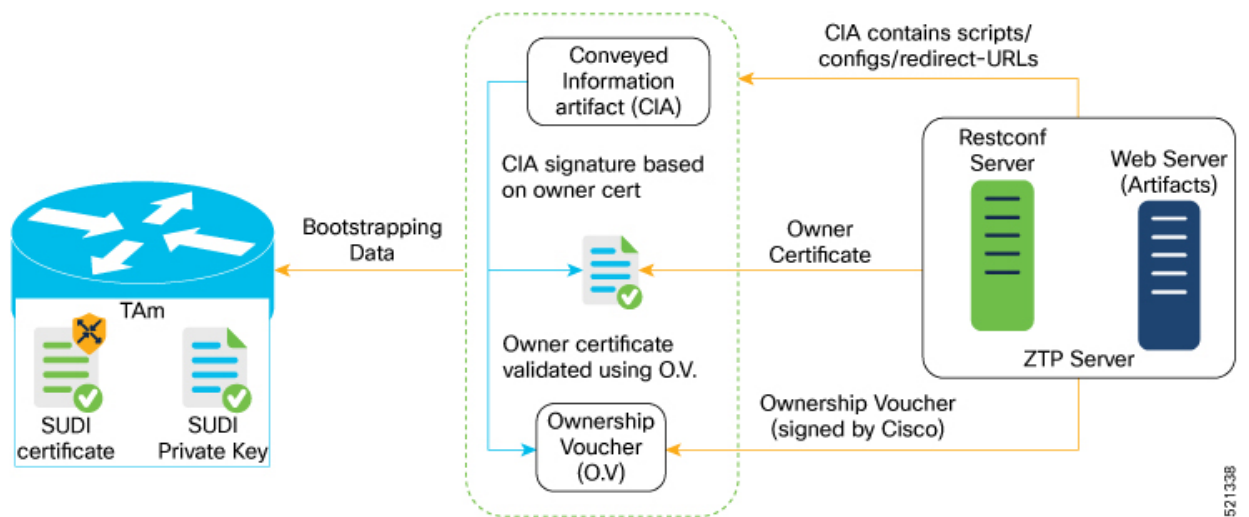 CIA contains scripts/
configs/redirect-URLs
Conveyed
Information
artifact (CIA)
Restconf
Server
Web Server
(Artifacts)
CIA signature based
on owner cert
Bootstrapping
Data
Owner
Certificate
TAm
Owner certificate
validated using O.V.
ZTP Server
SUDI
certificate
SUDI
Private Key
Ownership
Voucher
(O.V)
Ownership Voucher
(signed by Cisco)
521338